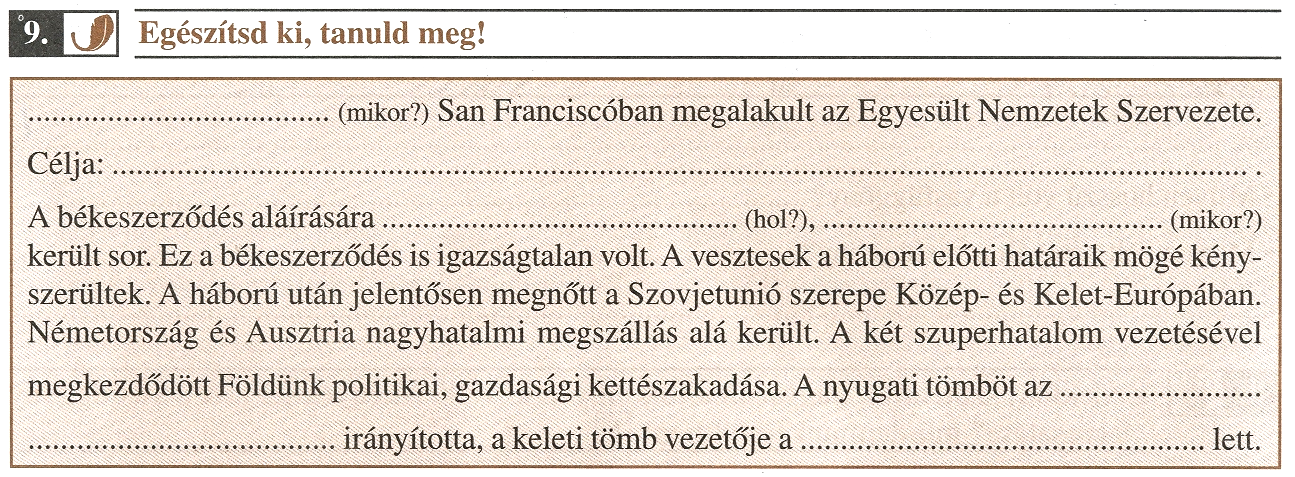 9. Egészítsd ki, tanuld meg!
.................................... (mikor?) San Franciscóban megalakult az Egyesült Nemzetek Szervezete.
Célja: ........................................................................................................................................ .
A békeszerződés aláírására ........................................... (hol?), ......................................... (mikor?)
került sor. Ez a békeszerződés is igazságtalan volt. A vesztesek a háború előtti határaik mögé kény-
szerültek. A háború után jelentősen megnőtt a Szovjetunió szerepe Közép- és Kelet-Európában.
Németország és Ausztria nagyhatalmi megszállás alá került. A két szuperhatalom vezetésével
megkezdődött Földünk politikai, gazdasági kettészakadása. A nyugati tömböt az ........................
..................................... irányította, a keleti tömb vezetője a ................................................ lett.